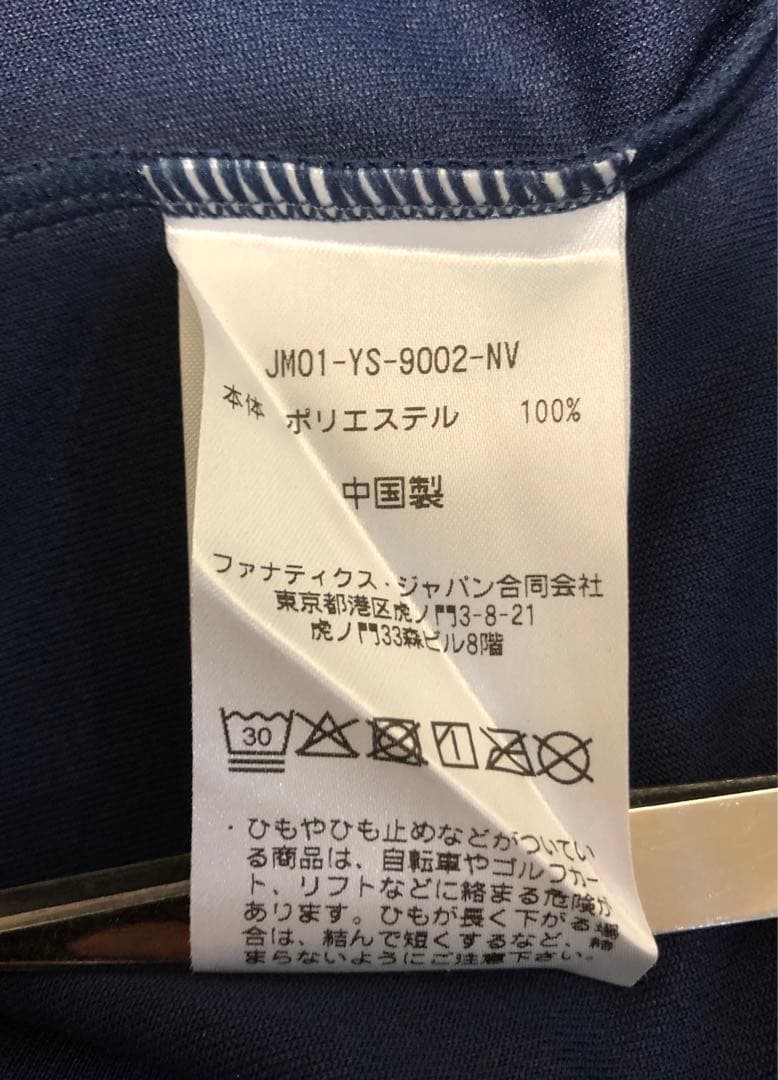 JM01-YS-9002-NV
本体 ポリエステル 100%
中国製
ファナティクス・ジャパン合同会社
東京都港区虎ノ門3-8-21
虎ノ門33森ビル8階
30
・ひもやひも止めなどがついてい
る商品は、自転車やゴルフカー
ト、リフトなどに絡まる危険が
あります。ひもが長く下がる場
合は、結んで短くするなど、絡
まらないようにご注意下さい。